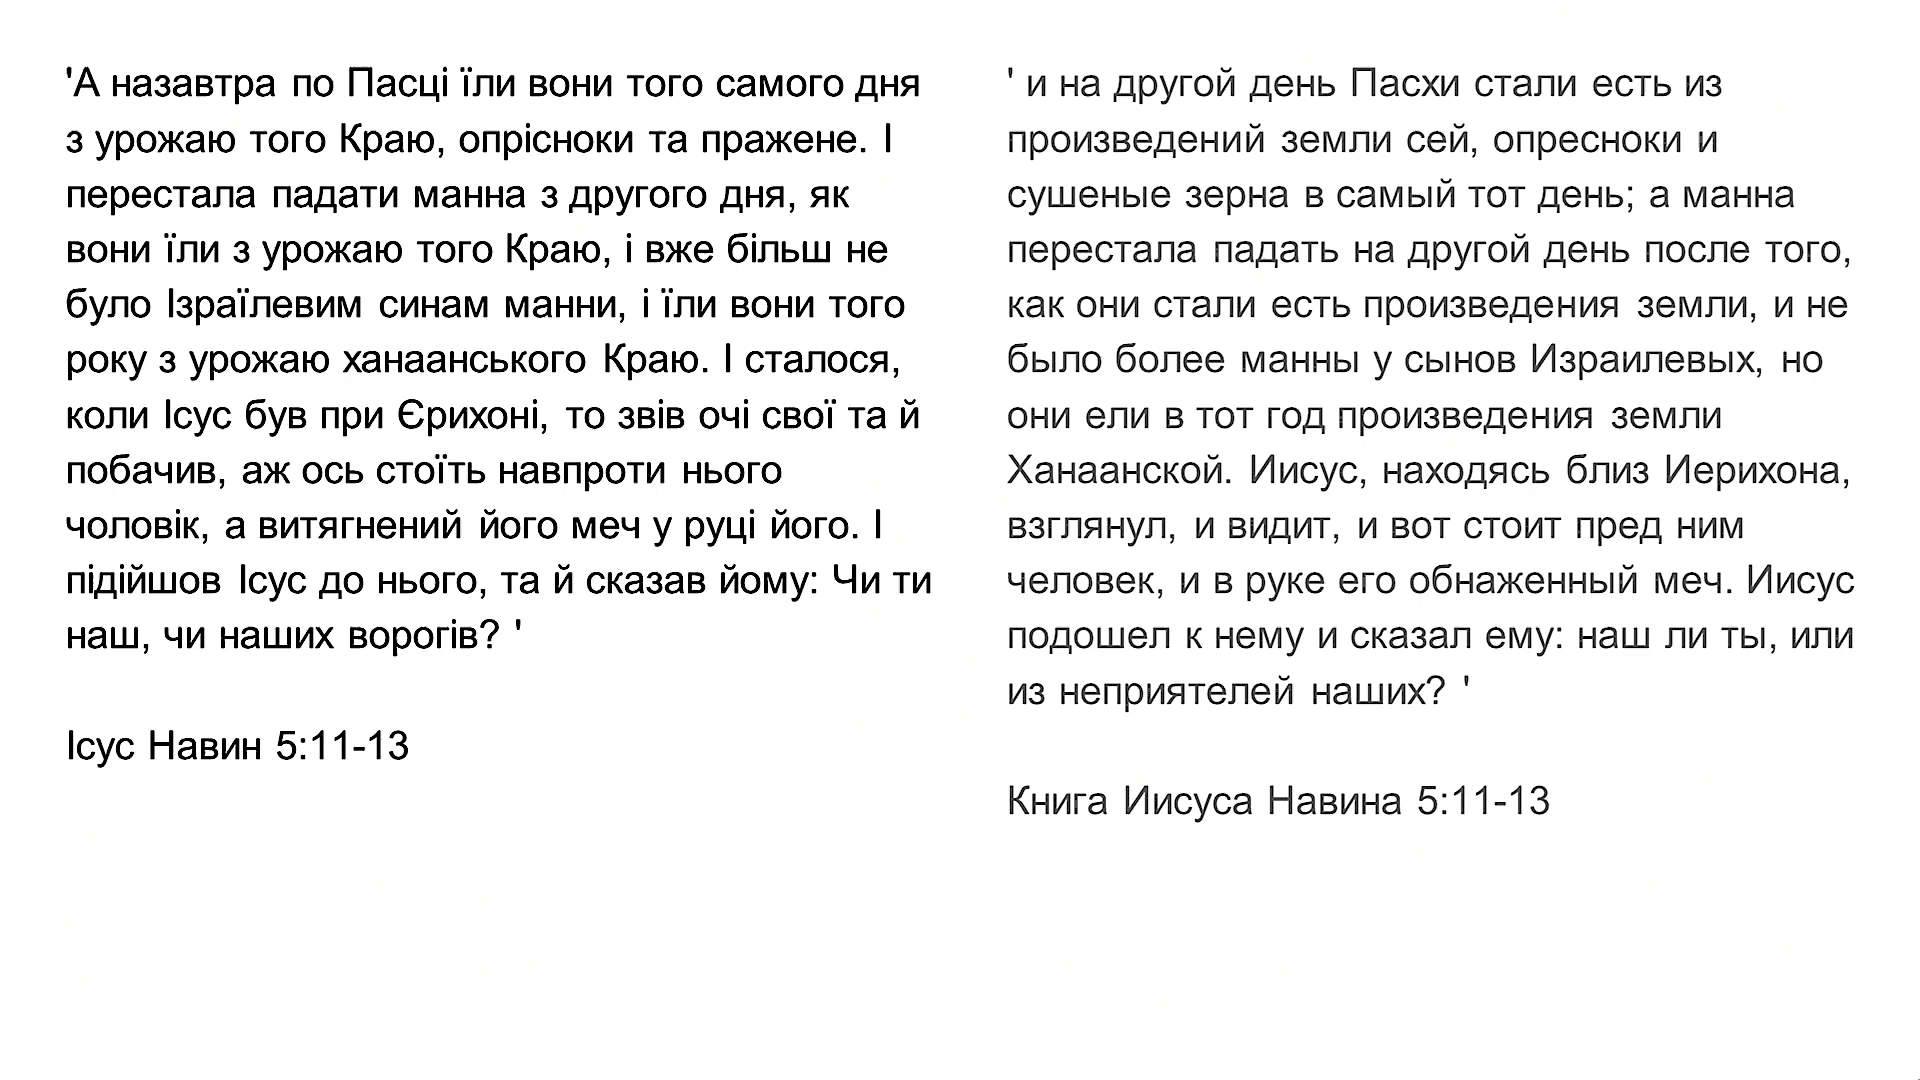 'А назавтра по Пасці їли вони того самого дня
з урожаю того Краю, опрісноки та пражене. І
перестала падати манна з другого дня, як
вони їли з урожаю того Краю, і вже більш не
було Ізраїлевим синам манни, і їли вони того
року з урожаю ханаанського Краю. І сталося,
коли Ісус був при Єрихоні, то звів очі свої та й
побачив, аж ось стоїть навпроти нього
чоловік, а витягнений його меч у руці його. І
підійшов Ісус до нього, та й сказав йому: Чи ти
наш, чи наших ворогів? '
Ісус Навин 5:11-13
' и на другой день Пасхи стали есть из
произведений земли сей, опресноки и
сушеные зерна в самый тот день; а манна
перестала падать на другой день после того,
как они стали есть произведения земли, и не
было более манны у сынов Израилевых, но
они ели в тот год произведения земли
Ханаанской. Иисус, находясь близ Иерихона,
взглянул, и видит, и вот стоит пред ним
человек, и в руке его обнаженный меч. Иисус
подошел к нему и сказал ему: наш ли ты, или
из неприятелей наших? '
Книга Иисуса Навина 5:11-13